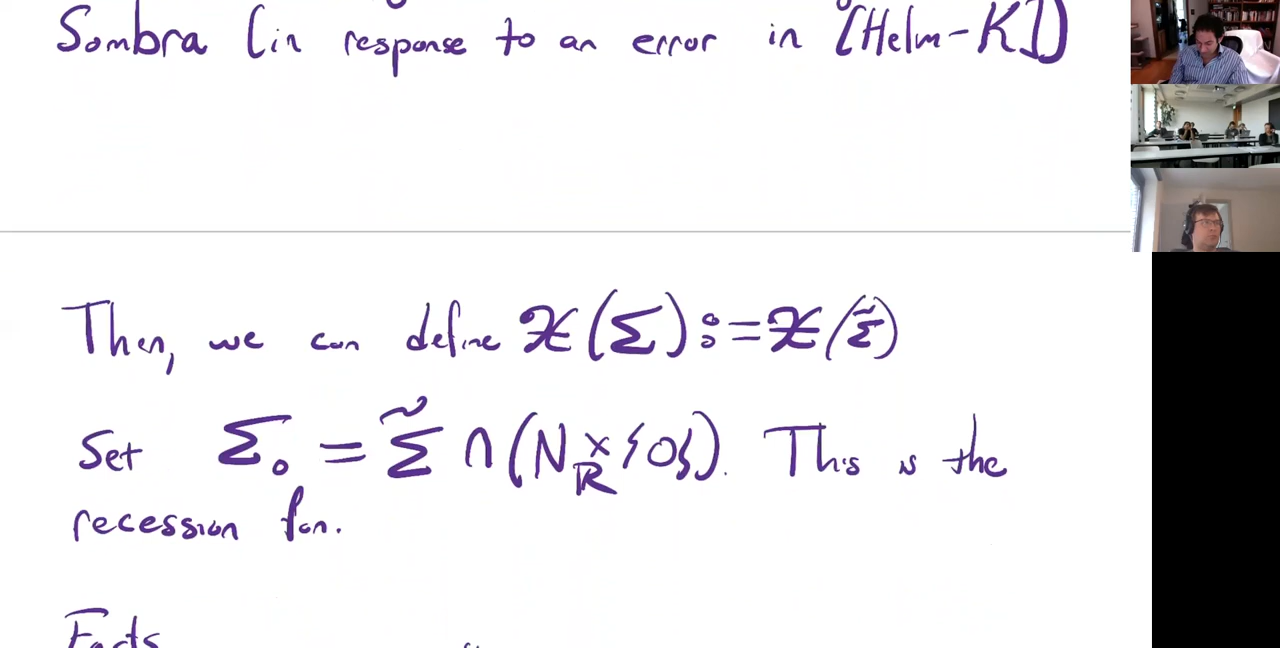 Sombra (in response to an error in [Helm-K])
Then, we can define 𝒳(Σ) := 𝒳(Σ̃)
Set Σ₀ = Σ̃ ∩ (N_ℝ × {0}). This is the
recession fan.
Facts